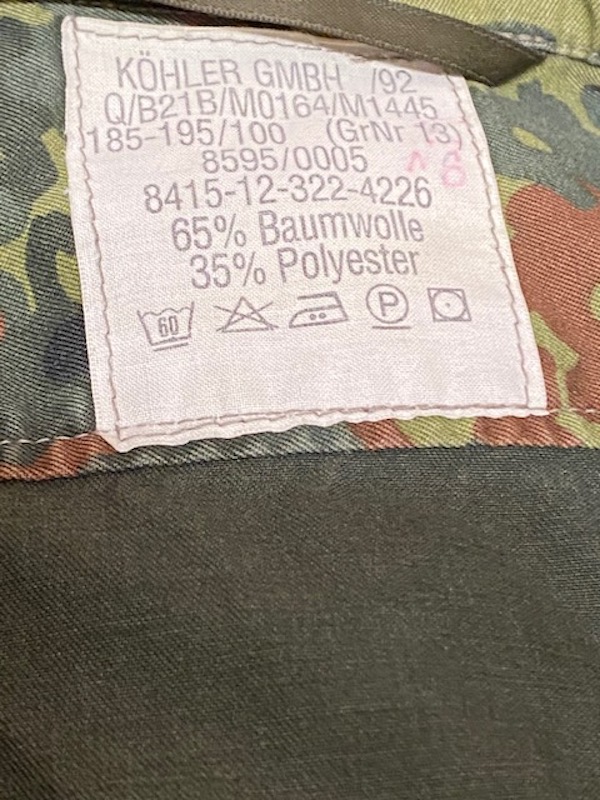 KÖHLER GMBH /92
Q/B21B/M0164/M1445
185-195/100 (GrNr 13)
8595/0005
8415-12-322-4226
65% Baumwolle
35% Polyester
60 P